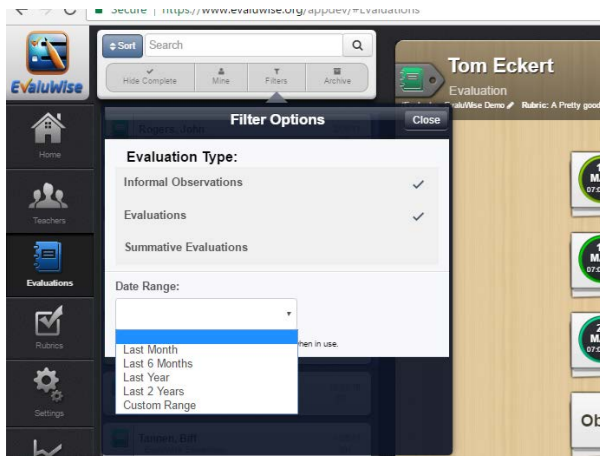 Secure https://www.evaluwise.org/appdev/#Evaluations
Sort Search
Hide Complete Mine Filters Archive
EvaluWise
Home
Teachers
Evaluations
Rubrics
Settings
Rogers, John
Filter Options Close
Evaluation Type:
Informal Observations
Evaluations
Summative Evaluations
Date Range:
when in use.
Last Month
Last 6 Months
Last Year
Last 2 Years
Custom Range
Tannen, Biff
Tom Eckert
Evaluation
EvaluWise Demo Rubric: A Pretty good
Ob